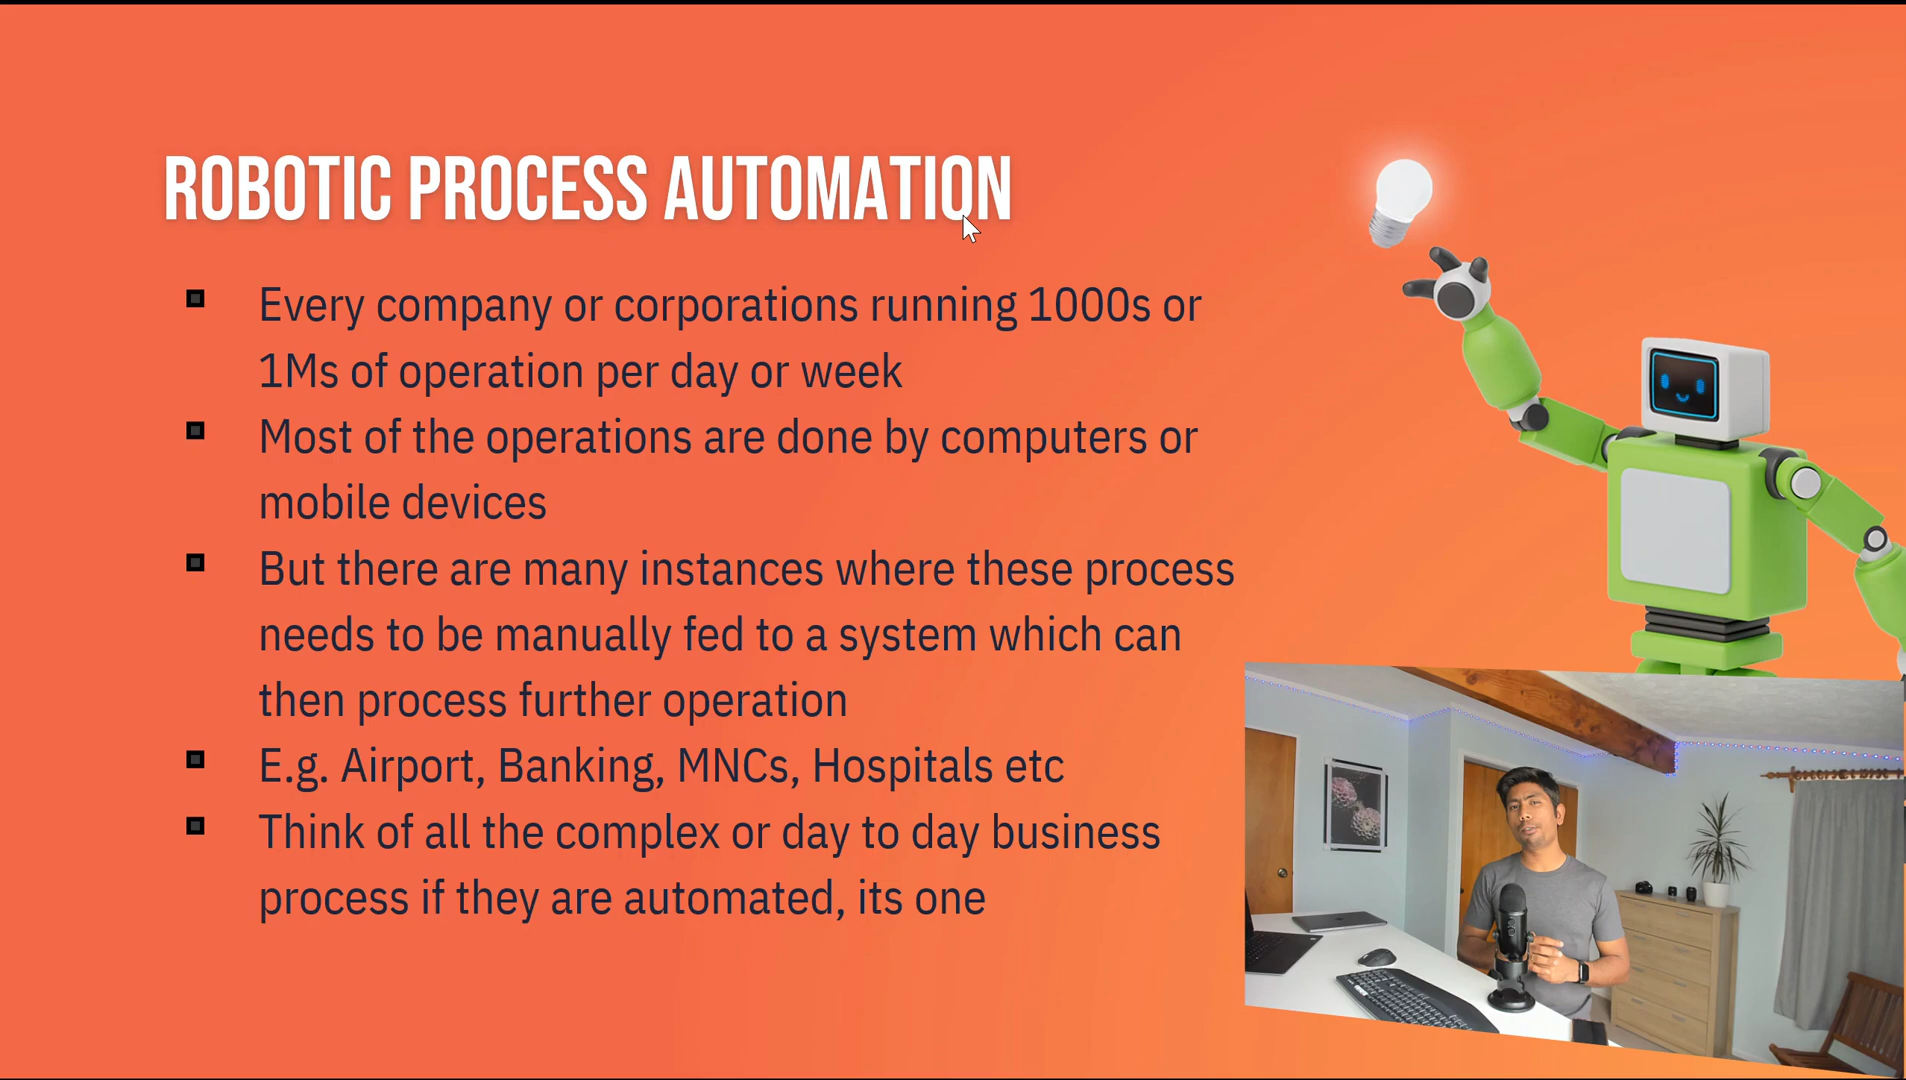 ROBOTIC PROCESS AUTOMATION
Every company or corporations running 1000s or
1Ms of operation per day or week
Most of the operations are done by computers or
mobile devices
But there are many instances where these process
needs to be manually fed to a system which can
then process further operation
E.g. Airport, Banking, MNCs, Hospitals etc
Think of all the complex or day to day business
process if they are automated, its one